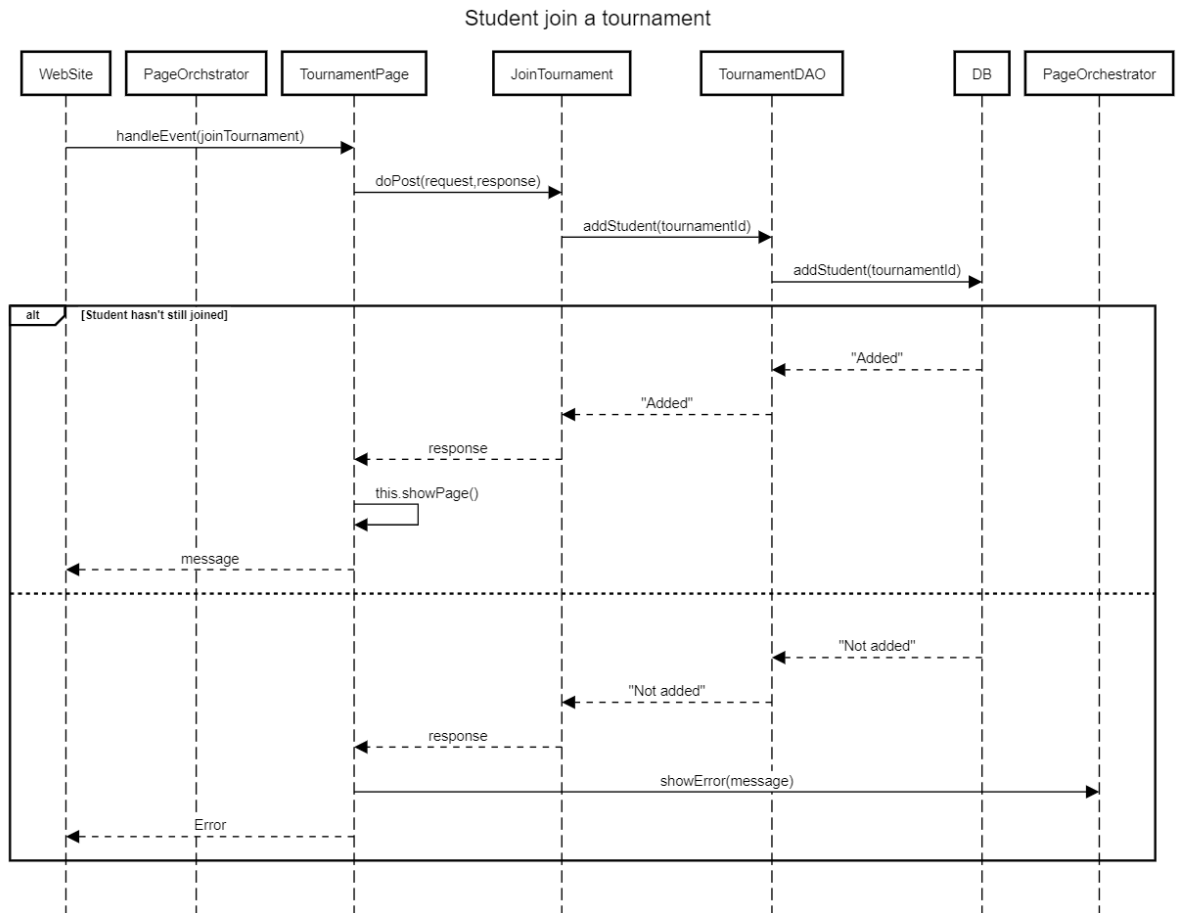 Student join a tournament
WebSite
PageOrchstrator
TournamentPage
JoinTournament
TournamentDAO
DB
PageOrchestrator
handleEvent(joinTournament)
doPost(request,response)
addStudent(tournamentId)
addStudent(tournamentId)
alt
[Student hasn't still joined]
"Added"
"Added"
response
this.showPage()
message
"Not added"
"Not added"
response
showError(message)
Error